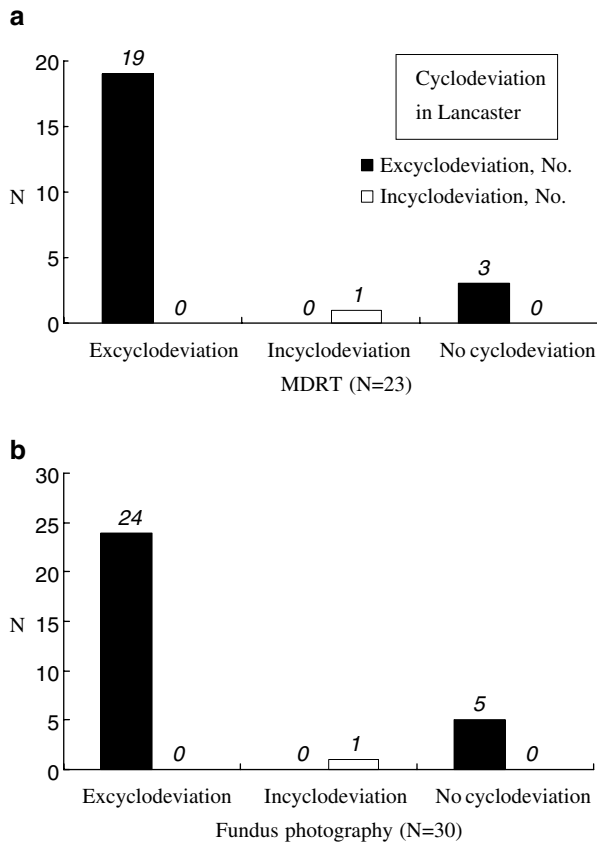 a
19
20
Cyclodeviation
in Lancaster
15
Excyclodeviation, No.
N
10
Incyclodeviation, No.
5
3
1
0 0 0
0
Excyclodeviation Incyclodeviation No cyclodeviation
MDRT (N=23)
b
30
24
25
20
N 15
10
5
5
0 0 1 0
0
Excyclodeviation Incyclodeviation No cyclodeviation
Fundus photography (N=30)